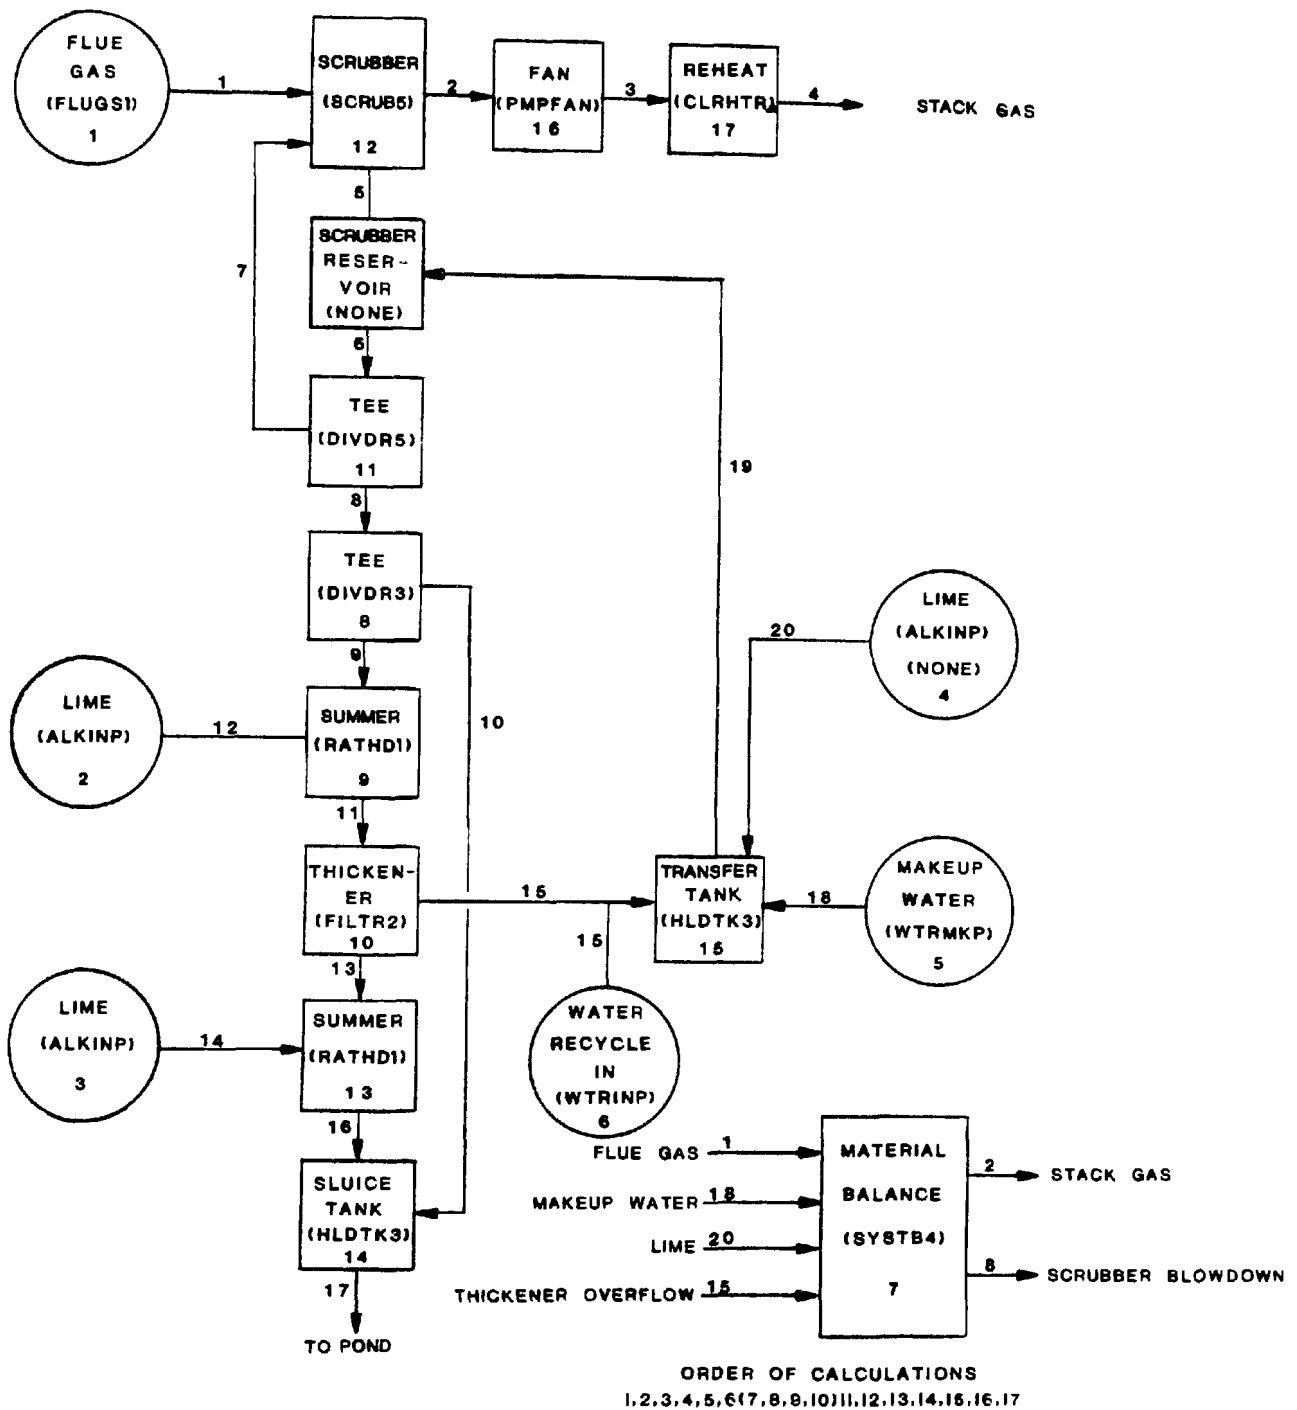 FLUE
GAS
(FLUGS1)
1
1
SCRUBBER
(SCRUB5)
12
2
FAN
(PMPFAN)
16
3
REHEAT
(CLRHTR)
17
4
STACK GAS
5
SCRUBBER
RESER-
VOIR
(NONE)
7
6
TEE
(DIVDR5)
11
19
8
TEE
(DIVDR3)
8
LIME
(ALKINP)
(NONE)
4
20
9
LIME
(ALKINP)
2
12
SUMMER
(RATHD1)
9
10
11
THICKEN-
ER
(FILTR2)
10
15
15
TRANSFER
TANK
(HLDTK3)
15
18
MAKEUP
WATER
(WTRMKP)
5
13
LIME
(ALKINP)
3
14
SUMMER
(RATHD1)
13
WATER
RECYCLE
IN
(WTRINP)
6
16
SLUICE
TANK
(HLDTK3)
14
17
TO POND
FLUE GAS 1
MAKEUP WATER 18
LIME 20
THICKENER OVERFLOW 15
MATERIAL
BALANCE
(SYSTB4)
7
2 STACK GAS
8 SCRUBBER BLOWDOWN
ORDER OF CALCULATIONS
1,2,3,4,5,6(7,8,9,10)11,12,13,14,15,16,17